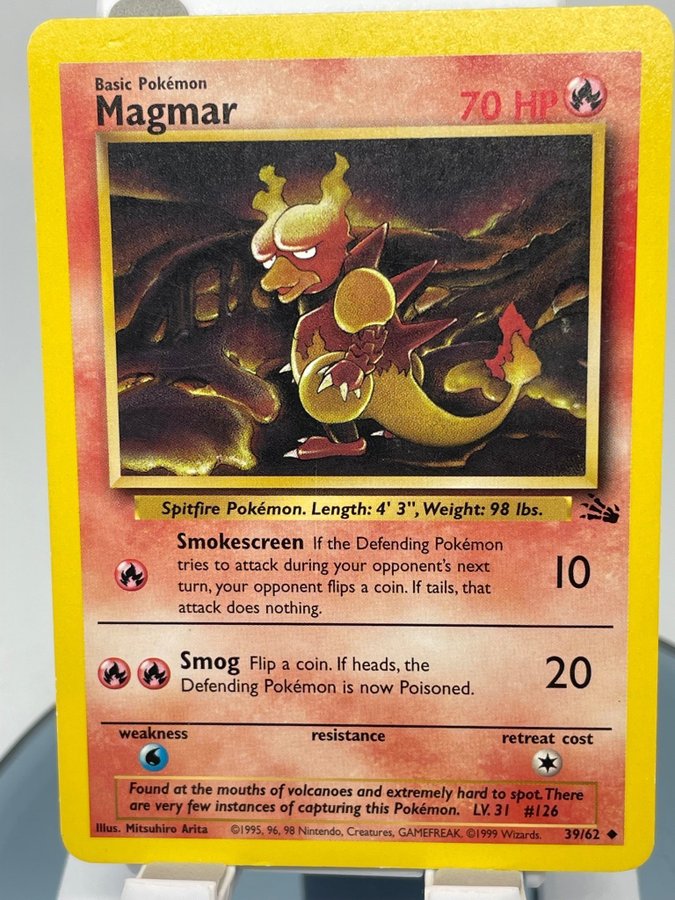 Basic Pokémon
Magmar
70 HP
Spitfire Pokémon. Length: 4' 3", Weight: 98 lbs.
Smokescreen If the Defending Pokémon
tries to attack during your opponent's next
turn, your opponent flips a coin. If tails, that
attack does nothing.
10
Smog Flip a coin. If heads, the
Defending Pokémon is now Poisoned.
20
weakness
resistance
retreat cost
Found at the mouths of volcanoes and extremely hard to spot. There
are very few instances of capturing this Pokémon. LV. 31 #126
Illus. Mitsuhiro Arita ©1995, 96, 98 Nintendo, Creatures, GAMEFREAK. ©1999 Wizards. 39/62